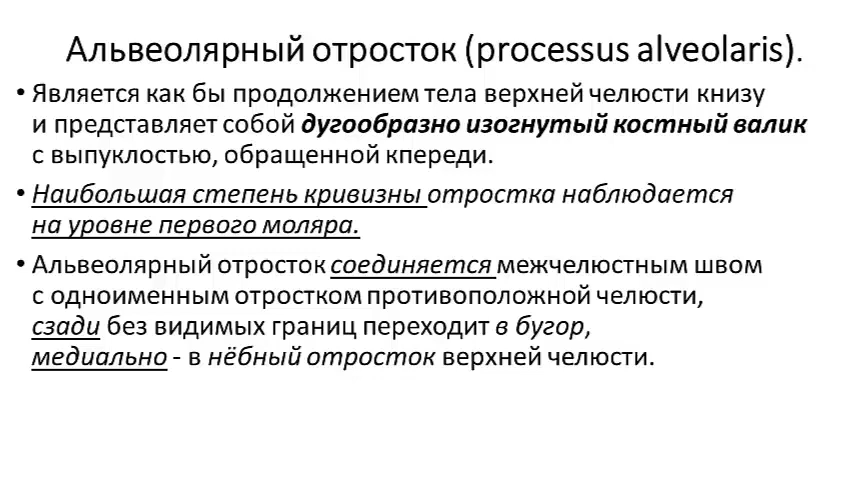 Альвеолярный отросток (processus alveolaris).
• Является как бы продолжением тела верхней челюсти книзу
и представляет собой дугообразно изогнутый костный валик
с выпуклостью, обращенной кпереди.
• Наибольшая степень кривизны отростка наблюдается
на уровне первого моляра.
• Альвеолярный отросток соединяется межчелюстным швом
с одноименным отростком противоположной челюсти,
сзади без видимых границ переходит в бугор,
медиально - в нёбный отросток верхней челюсти.